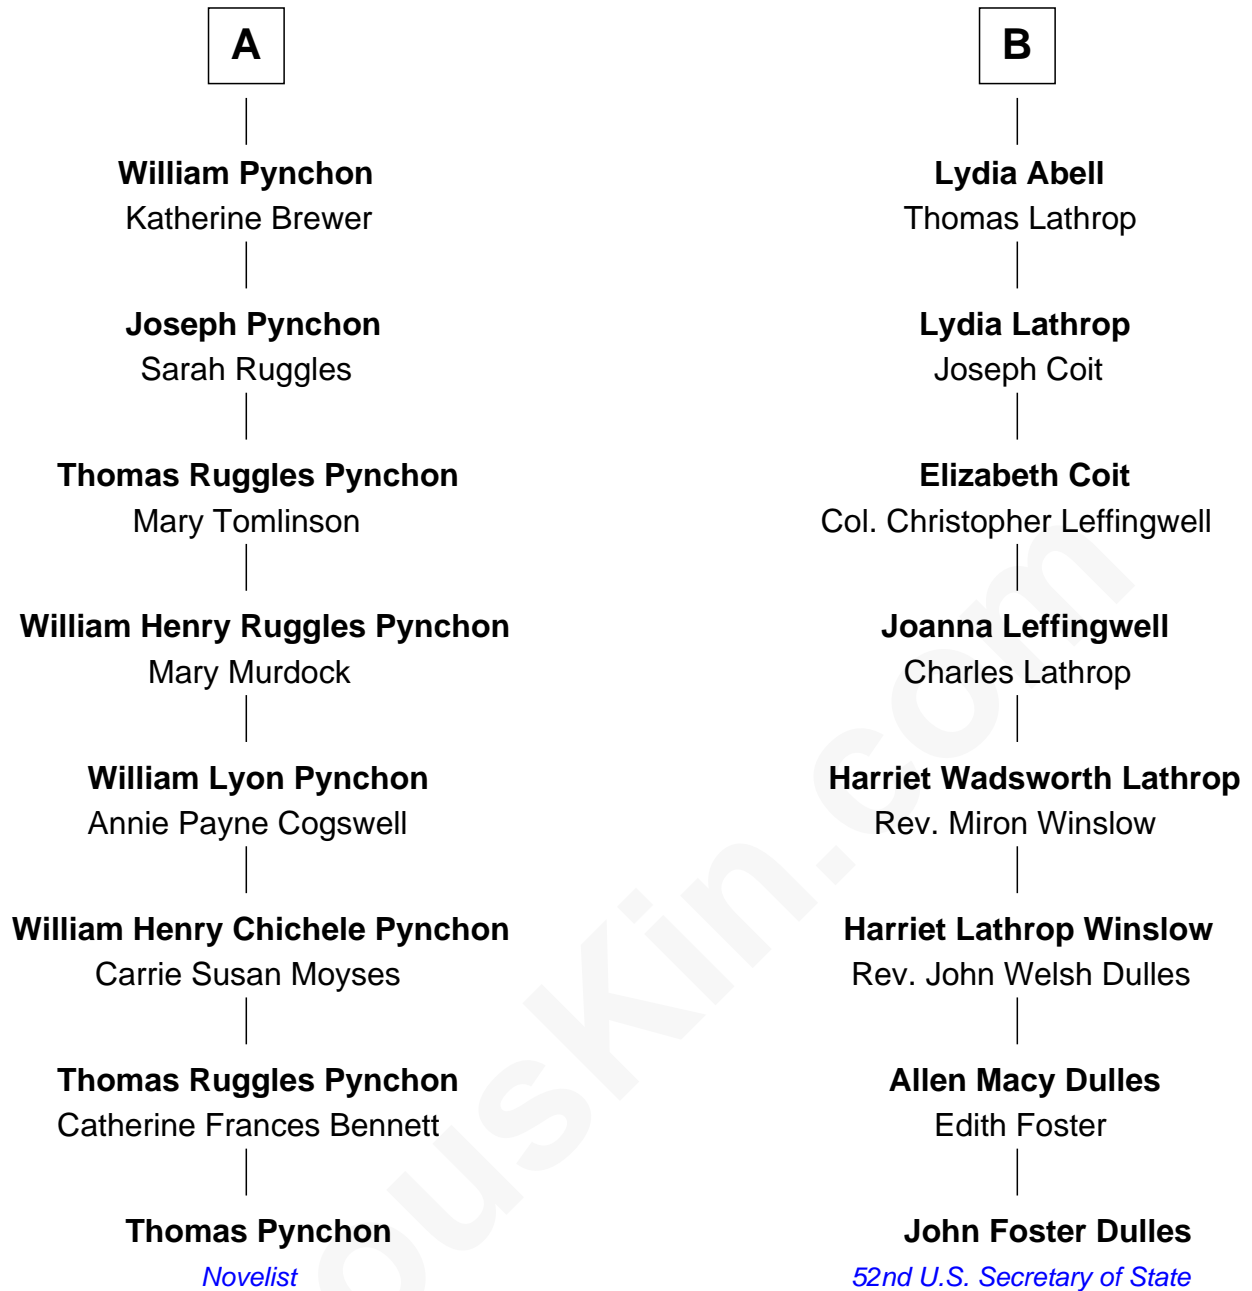 A
William Pynchon
Katherine Brewer
Joseph Pynchon
Sarah Ruggles
Thomas Ruggles Pynchon
Mary Tomlinson
William Henry Ruggles Pynchon
Mary Murdock
William Lyon Pynchon
Annie Payne Cogswell
William Henry Chichele Pynchon
Carrie Susan Moyses
Thomas Ruggles Pynchon
Catherine Frances Bennett
Thomas Pynchon
Novelist
B
Lydia Abell
Thomas Lathrop
Lydia Lathrop
Joseph Coit
Elizabeth Coit
Col. Christopher Leffingwell
Joanna Leffingwell
Charles Lathrop
Harriet Wadsworth Lathrop
Rev. Miron Winslow
Harriet Lathrop Winslow
Rev. John Welsh Dulles
Allen Macy Dulles
Edith Foster
John Foster Dulles
52nd U.S. Secretary of State
ousKin.com